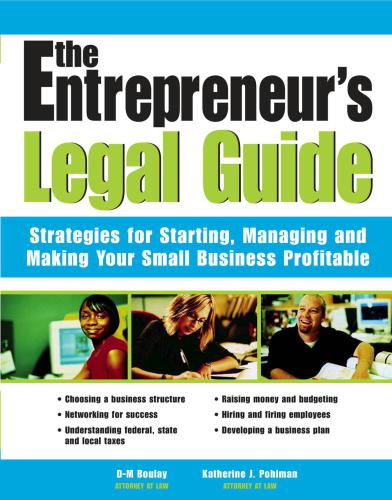 the
Entrepreneur's
Legal Guide
Strategies for Starting, Managing and
Making Your Small Business Profitable
• Choosing a business structure
• Networking for success
• Understanding federal, state
and local taxes
• Raising money and budgeting
• Hiring and firing employees
• Developing a business plan
D-M Boulay
ATTORNEY AT LAW
Katherine J. Pohlman
ATTORNEY AT LAW